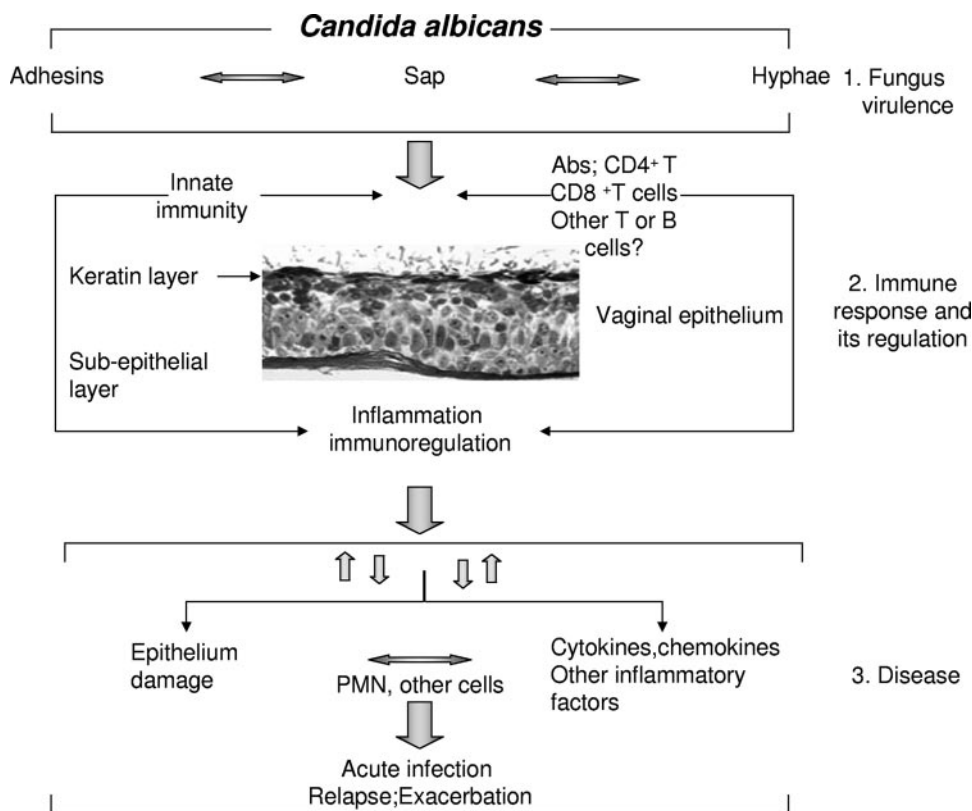 Candida albicans
Adhesins
Sap
Hyphae
1. Fungus
virulence
Innate
immunity
Abs; CD4+ T
CD8 +T cells
Other T or B
cells?
Keratin layer
Vaginal epithelium
Sub-epithelial
layer
2. Immune
response and
its regulation
Inflammation
immunoregulation
Epithelium
damage
PMN, other cells
Cytokines,chemokines
Other inflammatory
factors
3. Disease
Acute infection
Relapse;Exacerbation